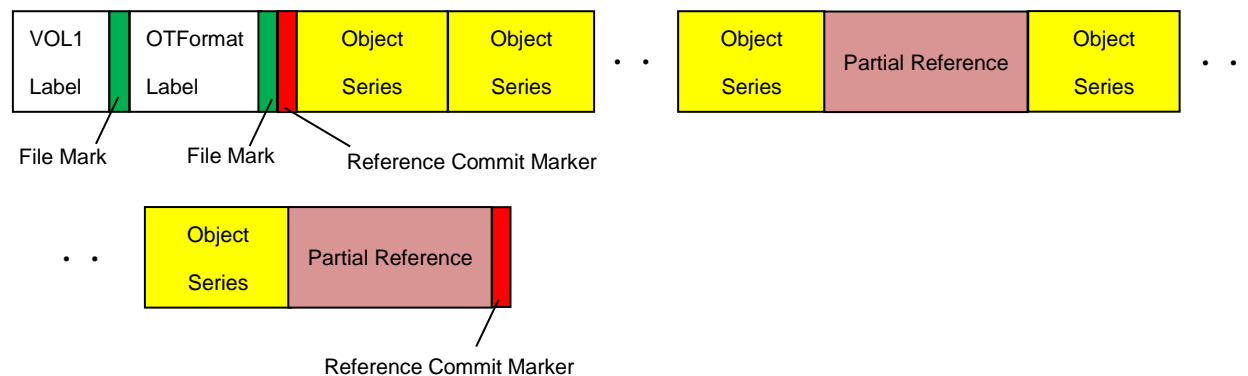 VOL1
Label
OTFormat
Label
Object
Series
Object
Series
. .
Object
Series
Partial Reference
Object
Series
. .
File Mark
File Mark
Reference Commit Marker
. .
Object
Series
Partial Reference
Reference Commit Marker